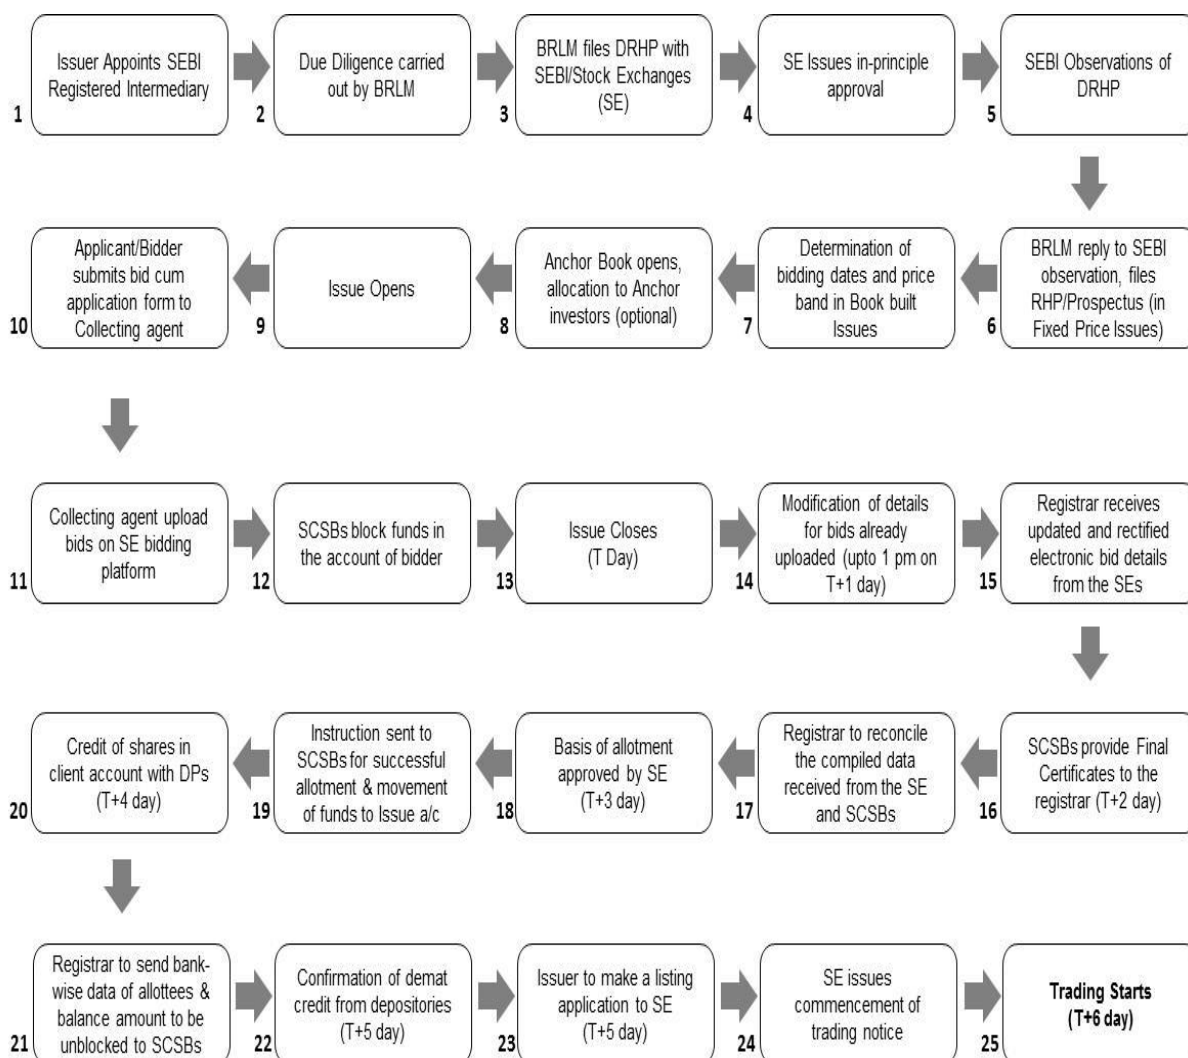 Issuer Appoints SEBI
Registered Intermediary
1
Due Diligence carried
out by BRLM
2
BRLM files DRHP with
SEBI/Stock Exchanges
(SE)
3
SE Issues in-principle
approval
4
SEBI Observations of
DRHP
5
BRLM reply to SEBI
observation, files
RHP/Prospectus (in
Fixed Price Issues)
6
Determination of
bidding dates and price
band in Book built
Issues
7
Anchor Book opens,
allocation to Anchor
investors (optional)
8
Issue Opens
9
Applicant/Bidder
submits bid cum
application form to
Collecting agent
10
Collecting agent upload
bids on SE bidding
platform
11
SCSBs block funds in
the account of bidder
12
Issue Closes
(T Day)
13
Modification of details
for bids already
uploaded (upto 1 pm on
T+1 day)
14
Registrar receives
updated and rectified
electronic bid details
from the SEs
15
SCSBs provide Final
Certificates to the
registrar (T+2 day)
16
Registrar to reconcile
the compiled data
received from the SE
and SCSBs
17
Basis of allotment
approved by SE
(T+3 day)
18
Instruction sent to
SCSBs for successful
allotment & movement
of funds to Issue a/c
19
Credit of shares in
client account with DPs
(T+4 day)
20
Registrar to send bank-
wise data of allottees &
balance amount to be
unblocked to SCSBs
21
Confirmation of demat
credit from depositories
(T+5 day)
22
Issuer to make a listing
application to SE
(T+5 day)
23
SE issues
commencement of
trading notice
24
Trading Starts
(T+6 day)
25